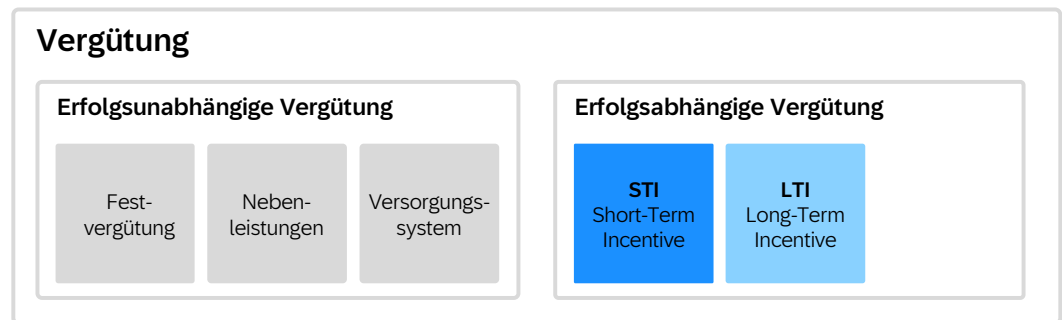 Vergütung
Erfolgsunabhängige Vergütung
Fest-
vergütung
Neben-
leistungen
Versorgungs-
system
Erfolgsabhängige Vergütung
STI
Short-Term
Incentive
LTI
Long-Term
Incentive